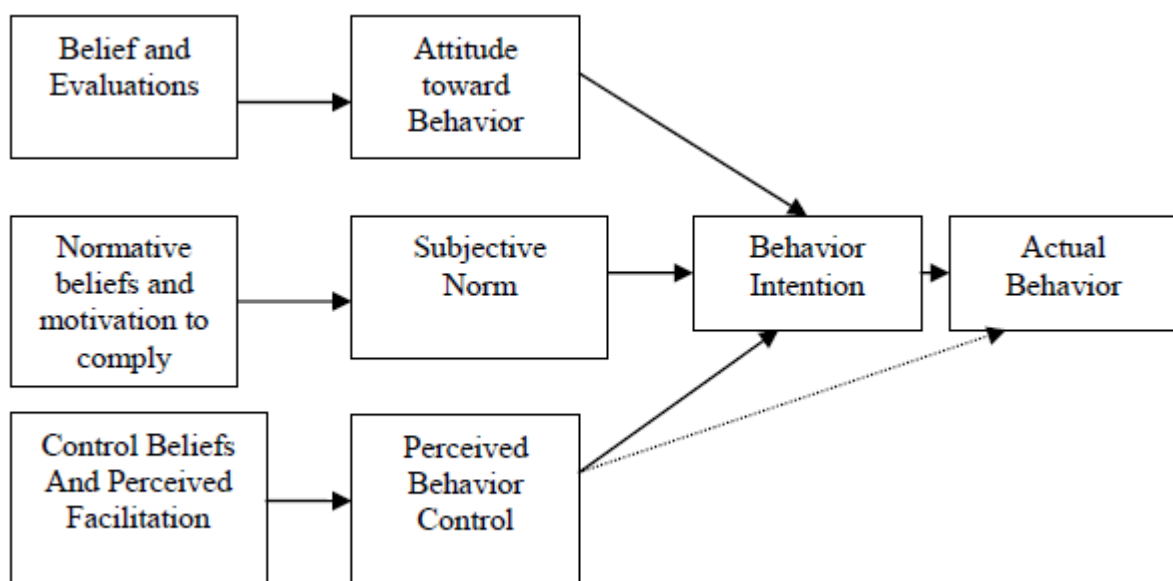 Belief and
Evaluations
Attitude
toward
Behavior
Normative
beliefs and
motivation to
comply
Subjective
Norm
Behavior
Intention
Actual
Behavior
Control Beliefs
And Perceived
Facilitation
Perceived
Behavior
Control